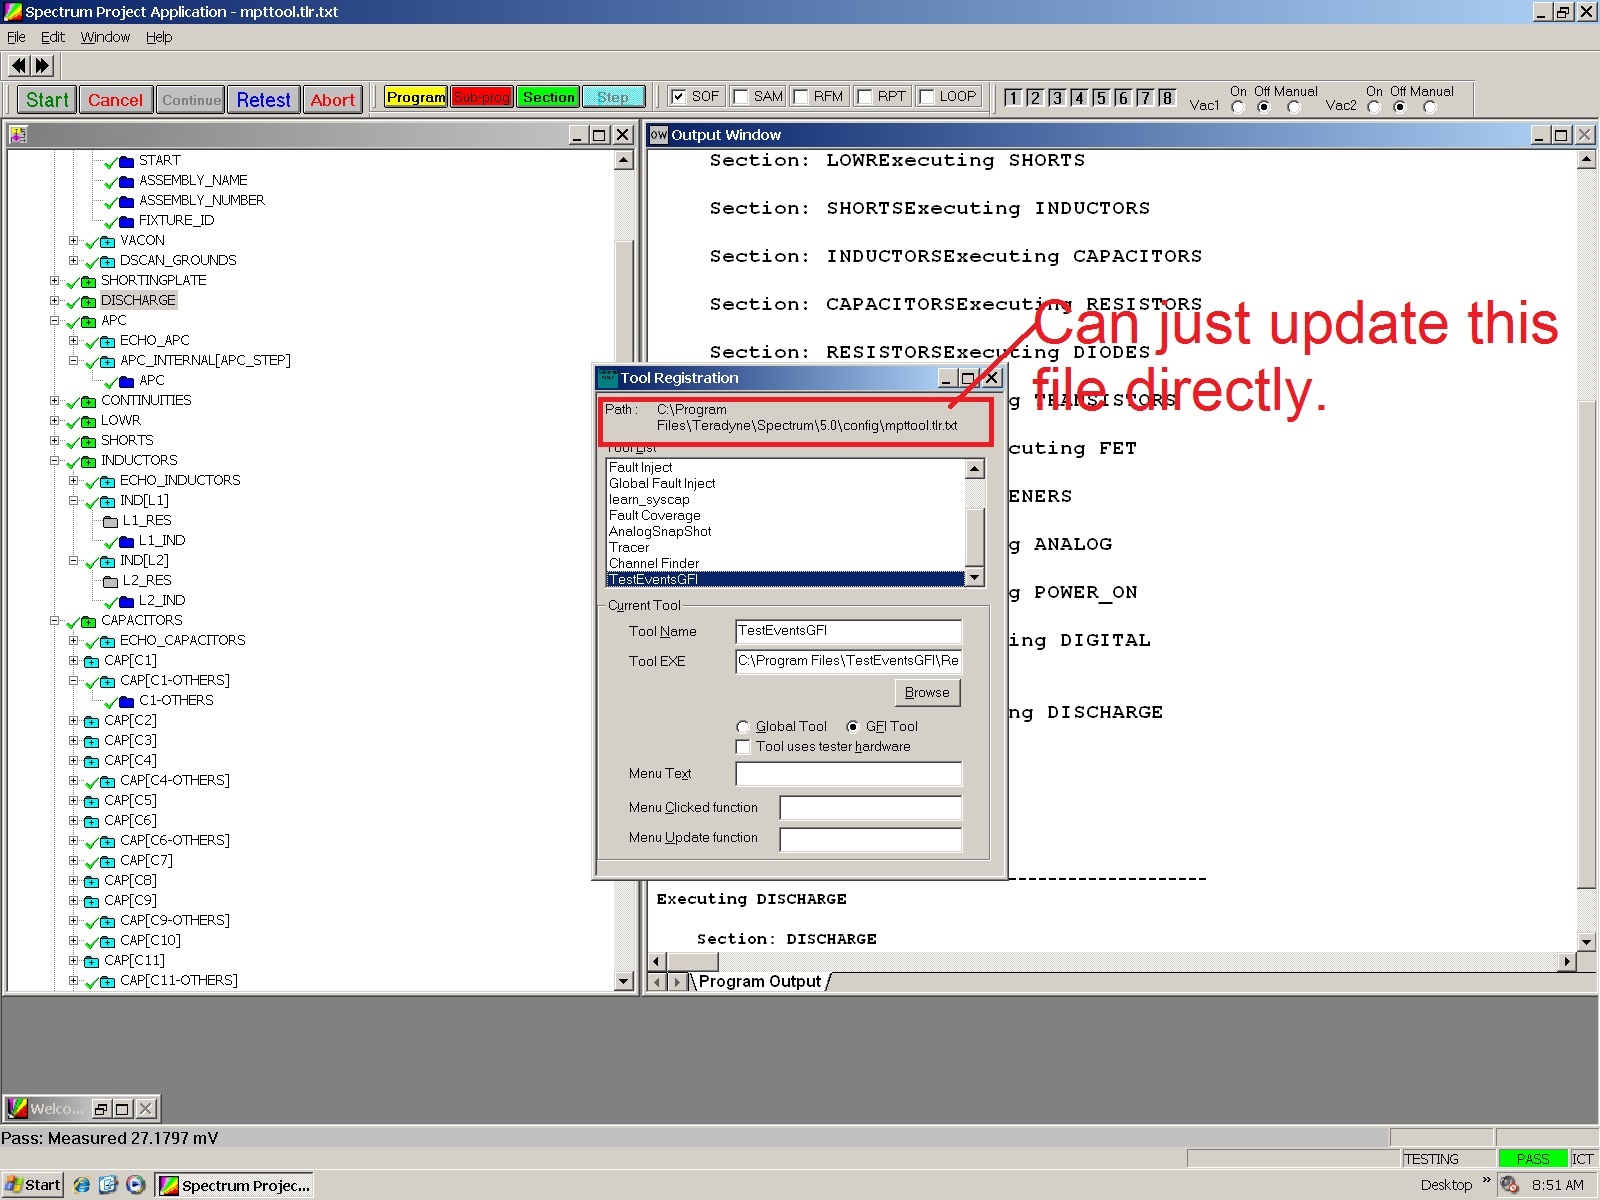 Spectrum Project Application - mpttool.tlr.txt
File Edit Window Help
Start Cancel Continue Retest Abort Program Sub-prog Section Step SOF SAM RFM RPT LOOP 1 2 3 4 5 6 7 8 Vac1 On Off Manual Vac2 On Off Manual
START
ASSEMBLY_NAME
ASSEMBLY_NUMBER
FIXTURE_ID
VACON
DSCAN_GROUNDS
SHORTINGPLATE
DISCHARGE
APC
ECHO_APC
APC_INTERNAL[APC_STEP]
APC
CONTINUITIES
LOWR
SHORTS
INDUCTORS
ECHO_INDUCTORS
IND[L1]
L1_RES
L1_IND
IND[L2]
L2_RES
L2_IND
CAPACITORS
ECHO_CAPACITORS
CAP[C1]
CAP[C1-OTHERS]
C1-OTHERS
CAP[C2]
CAP[C3]
CAP[C4]
CAP[C4-OTHERS]
CAP[C5]
CAP[C6]
CAP[C6-OTHERS]
CAP[C7]
CAP[C8]
CAP[C9]
CAP[C9-OTHERS]
CAP[C10]
CAP[C11]
CAP[C11-OTHERS]
OW Output Window
Section: LOWRExecuting SHORTS
Section: SHORTSExecuting INDUCTORS
Section: INDUCTORSExecuting CAPACITORS
Section: CAPACITORSExecuting RESISTORS
Section: RESISTORSExecuting DIODES
g TRANSISTORS
cuting FET
ENERS
g ANALOG
g POWER_ON
ing DIGITAL
ng DISCHARGE
--------------------
Executing DISCHARGE
Section: DISCHARGE
Program Output
Can just update this
file directly.
Tool Registration
Path : C:\Program
Files\Teradyne\Spectrum\5.0\config\mpttool.tlr.txt
Tool List
Fault Inject
Global Fault Inject
learn_syscap
Fault Coverage
AnalogSnapShot
Tracer
Channel Finder
TestEventsGFI
Current Tool
Tool Name TestEventsGFI
Tool EXE C:\Program Files\TestEventsGFI\Re
Browse
Global Tool GFI Tool
Tool uses tester hardware
Menu Text
Menu Clicked function
Menu Update function
Welco...
Pass: Measured 27.1797 mV
TESTING PASS ICT
Start Spectrum Projec... Desktop » 8:51 AM